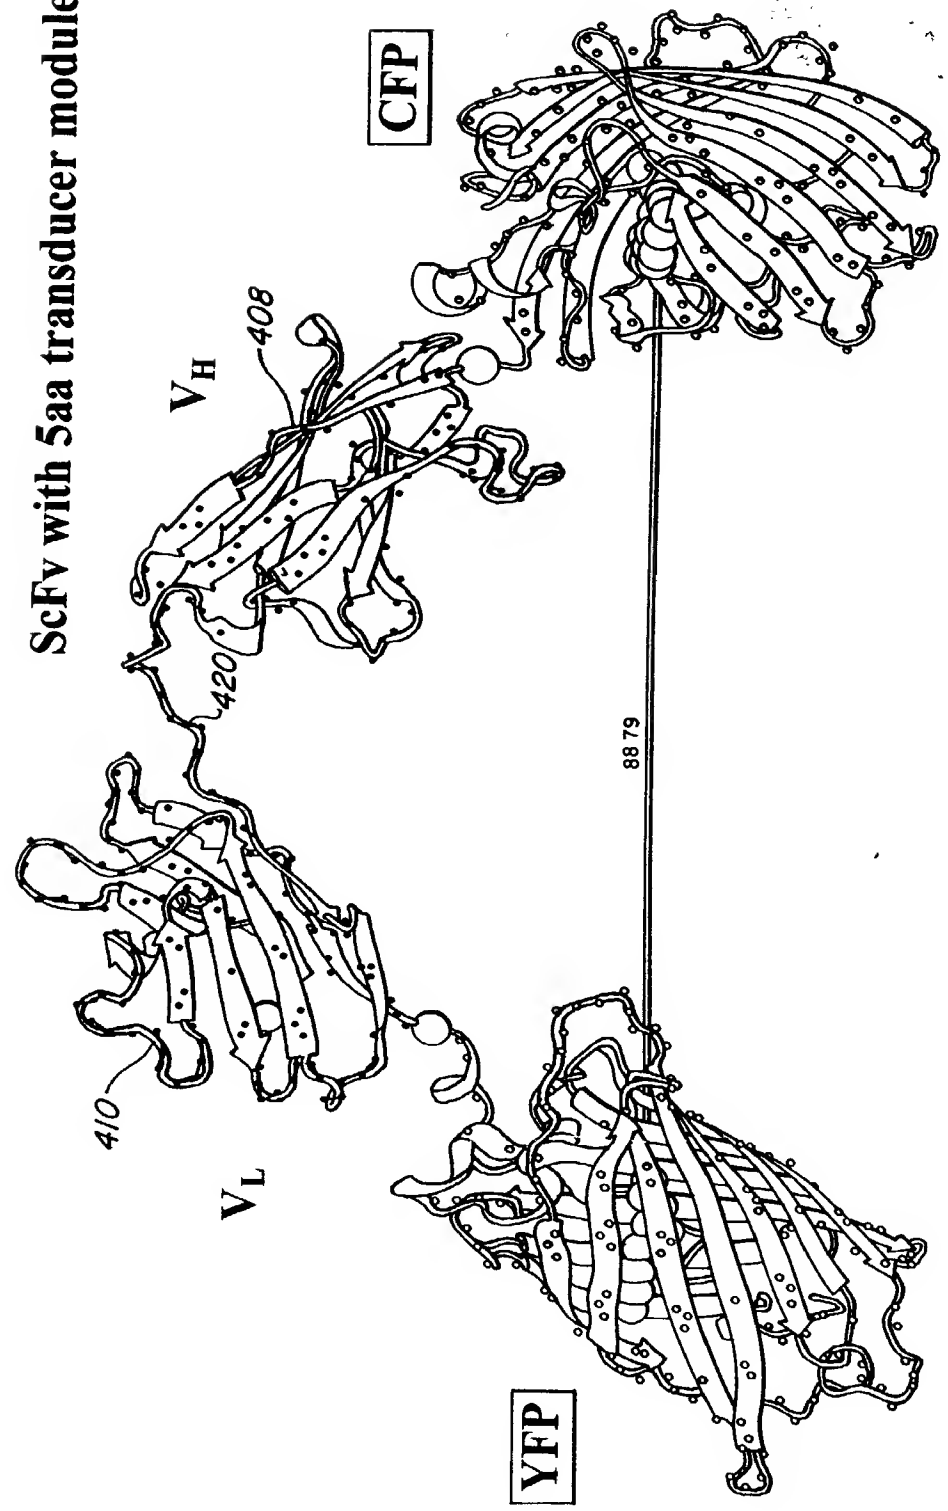 ScFv with 5aa transducer module
CFP
VH
408
420
88 79
410
VL
YFP